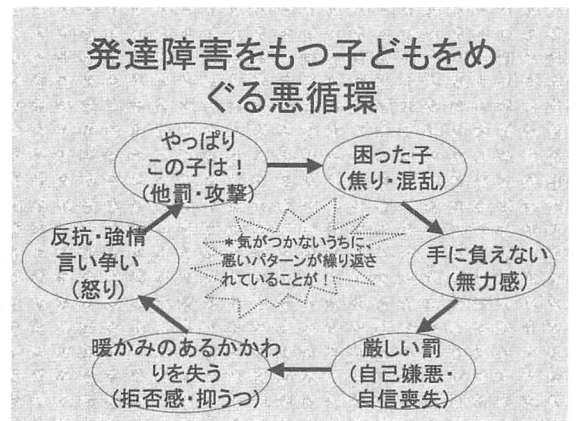 発達障害をもつ子どもをめ
ぐる悪循環
やっぱり
この子は！
(他罰・攻撃)
困った子
(焦り・混乱)
手に負えない
(無力感)
厳しい罰
(自己嫌悪・
自信喪失)
暖かみのあるかかわ
りを失う
(拒否感・抑うつ)
反抗・強情
言い争い
(怒り)
＊気がつかないうちに、
悪いパターンが繰り返さ
れていることが！